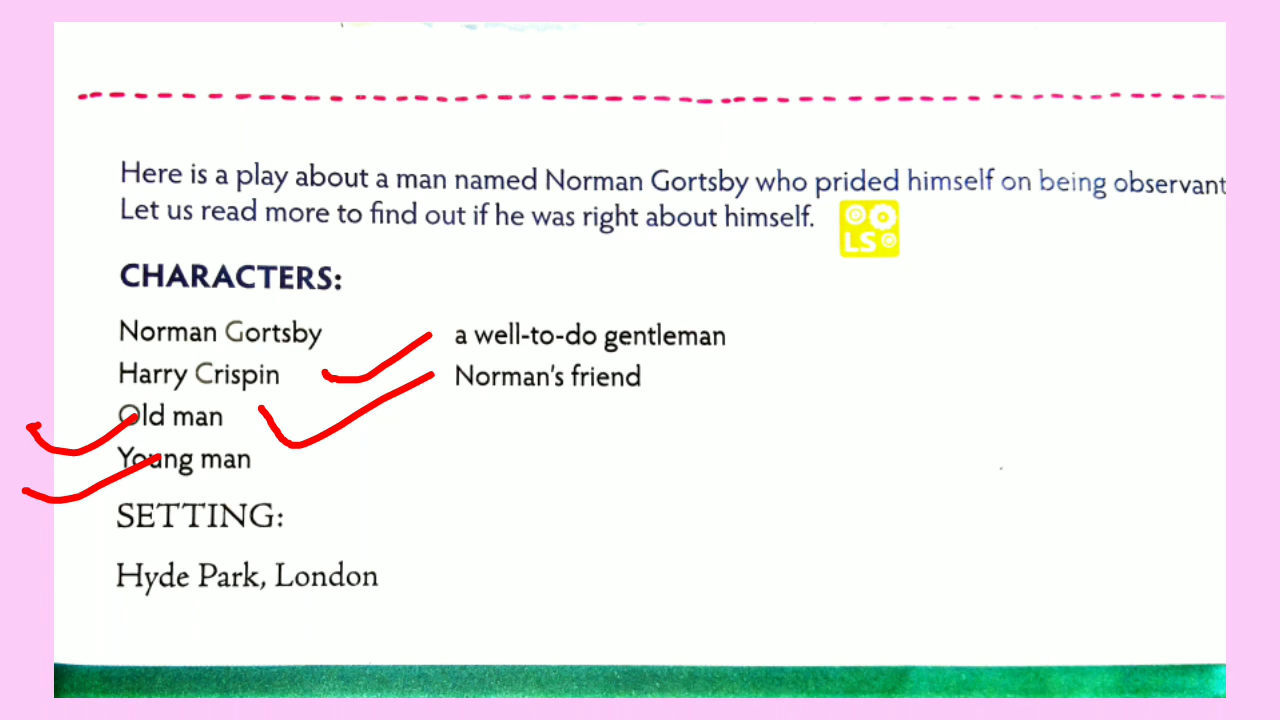 Here is a play about a man named Norman Gortsby who prided himself on being observant
Let us read more to find out if he was right about himself.
LS
CHARACTERS:
Norman Gortsby a well-to-do gentleman
Harry Crispin Norman's friend
Old man
Young man
SETTING:
Hyde Park, London